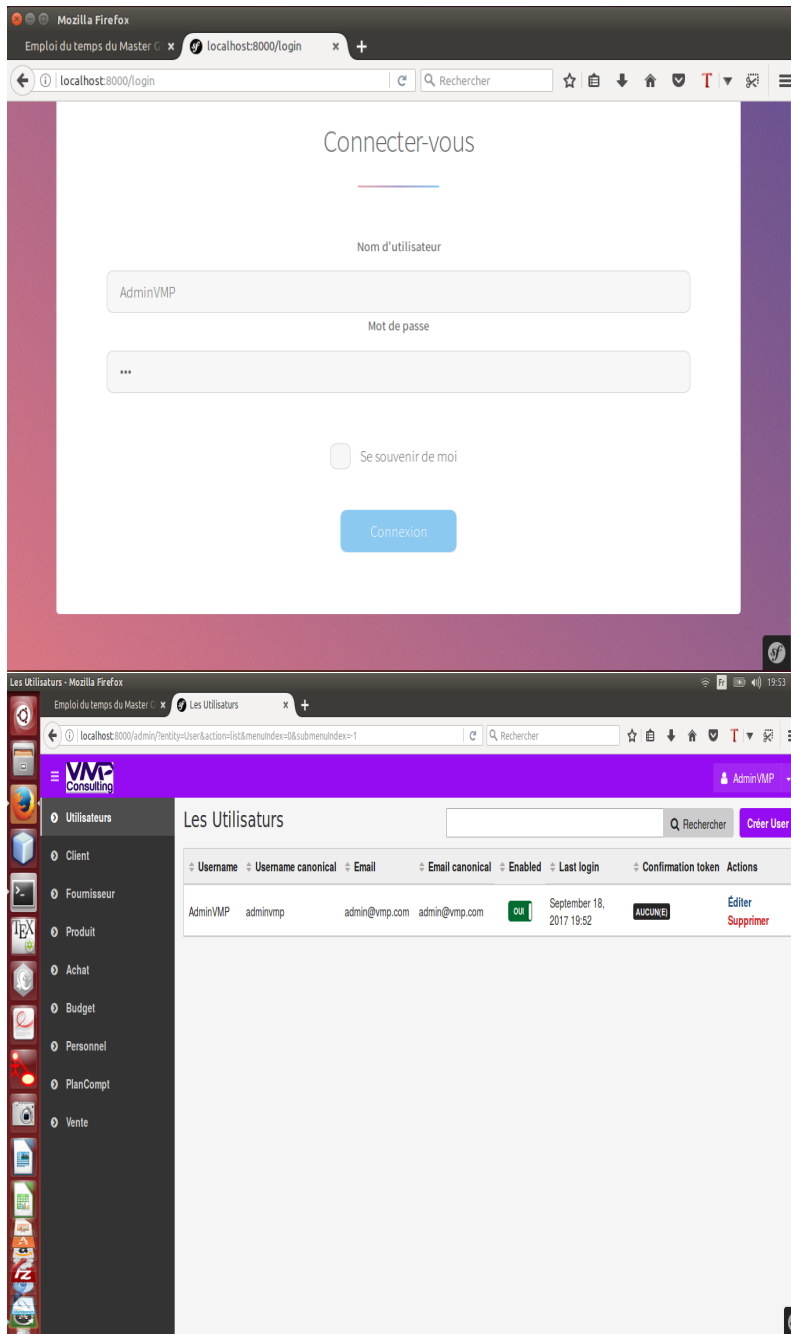 Mozilla Firefox
Emploi du temps du Master G
localhost:8000/login
localhost:8000/login
Rechercher
Connecter-vous
Nom d'utilisateur
AdminVMP
Mot de passe
•••
Se souvenir de moi
Connexion
Les Utilisaturs - Mozilla Firefox
Fr
19:53
Emploi du temps du Master G
Les Utilisaturs
localhost:8000/admin/?entity=User&action=list&menuIndex=0&submenuIndex=-1
Rechercher
VMP
Consulting
AdminVMP
Utilisateurs
Client
Fournisseur
Produit
Achat
Budget
Personnel
PlanCompt
Vente
Les Utilisaturs
Rechercher
Créer User
Username Username canonical Email Email canonical Enabled Last login Confirmation token Actions
AdminVMP adminvmp admin@vmp.com admin@vmp.com OUI September 18, 2017 19:52 AUCUN(E) Éditer
Supprimer